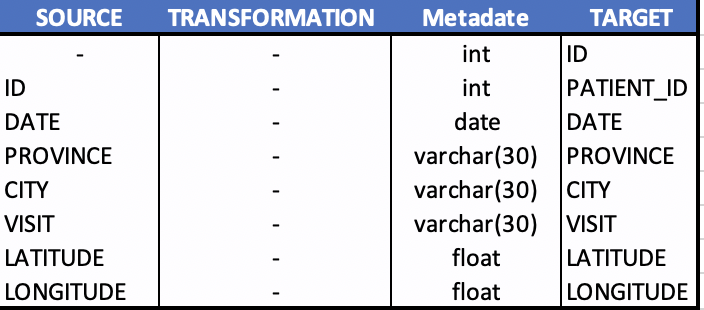 SOURCE TRANSFORMATION Metadate TARGET
- - int ID
ID - int PATIENT_ID
DATE - date DATE
PROVINCE - varchar(30) PROVINCE
CITY - varchar(30) CITY
VISIT - varchar(30) VISIT
LATITUDE - float LATITUDE
LONGITUDE - float LONGITUDE